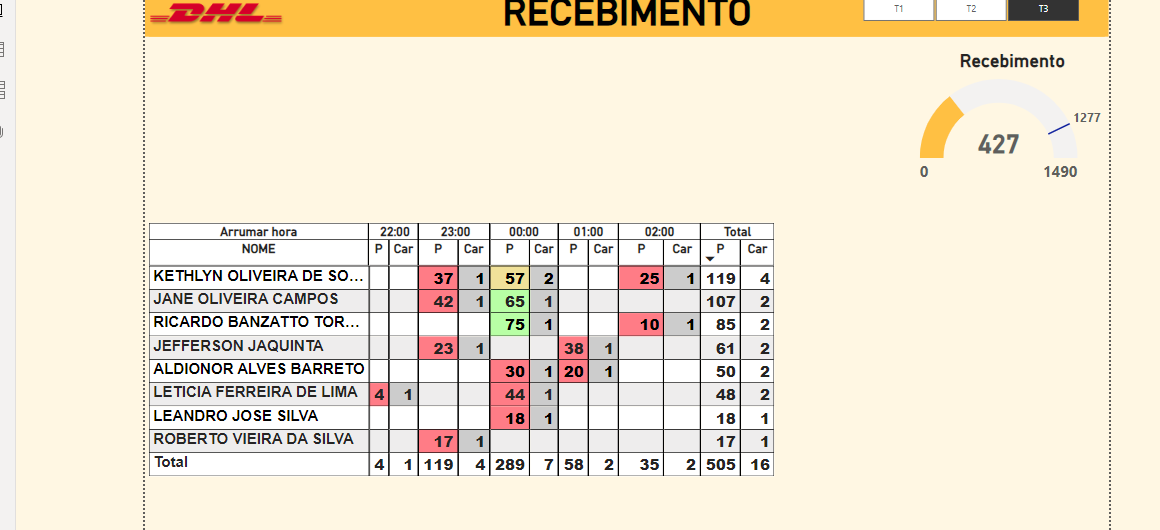 DHL
RECEBIMENTO
T1 T2 T3
Recebimento
1277
427
0 1490
Arrumar hora 22:00 23:00 00:00 01:00 02:00 Total
NOME P Car P Car P Car P Car P Car P Car
KETHLYN OLIVEIRA DE SO... 37 1 57 2 25 1 119 4
JANE OLIVEIRA CAMPOS 42 1 65 1 107 2
RICARDO BANZATTO TOR... 75 1 10 1 85 2
JEFFERSON JAQUINTA 23 1 38 1 61 2
ALDIONOR ALVES BARRETO 30 1 20 1 50 2
LETICIA FERREIRA DE LIMA 4 1 44 1 48 2
LEANDRO JOSE SILVA 18 1 18 1
ROBERTO VIEIRA DA SILVA 17 1 17 1
Total 4 1 119 4 289 7 58 2 35 2 505 16